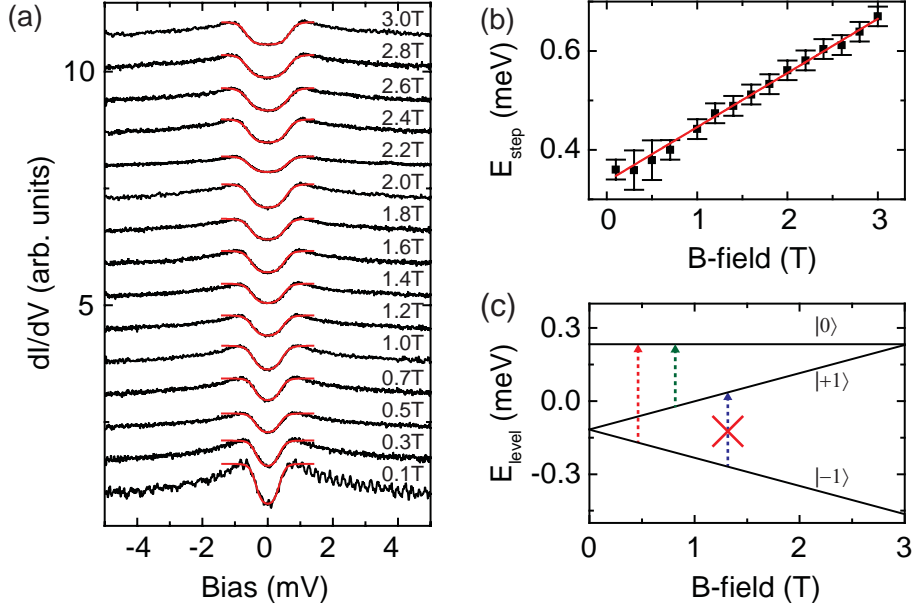 (a)
dI/dV (arb. units)
10
5
3.0T
2.8T
2.6T
2.4T
2.2T
2.0T
1.8T
1.6T
1.4T
1.2T
1.0T
0.7T
0.5T
0.3T
0.1T
-4 -2 0 2 4
Bias (mV)
(b)
E_step (meV)
0.6
0.4
0 1 2 3
B-field (T)
(c)
E_level (meV)
0.3
0.0
-0.3
|0⟩
|+1⟩
|−1⟩
0 1 2 3
B-field (T)